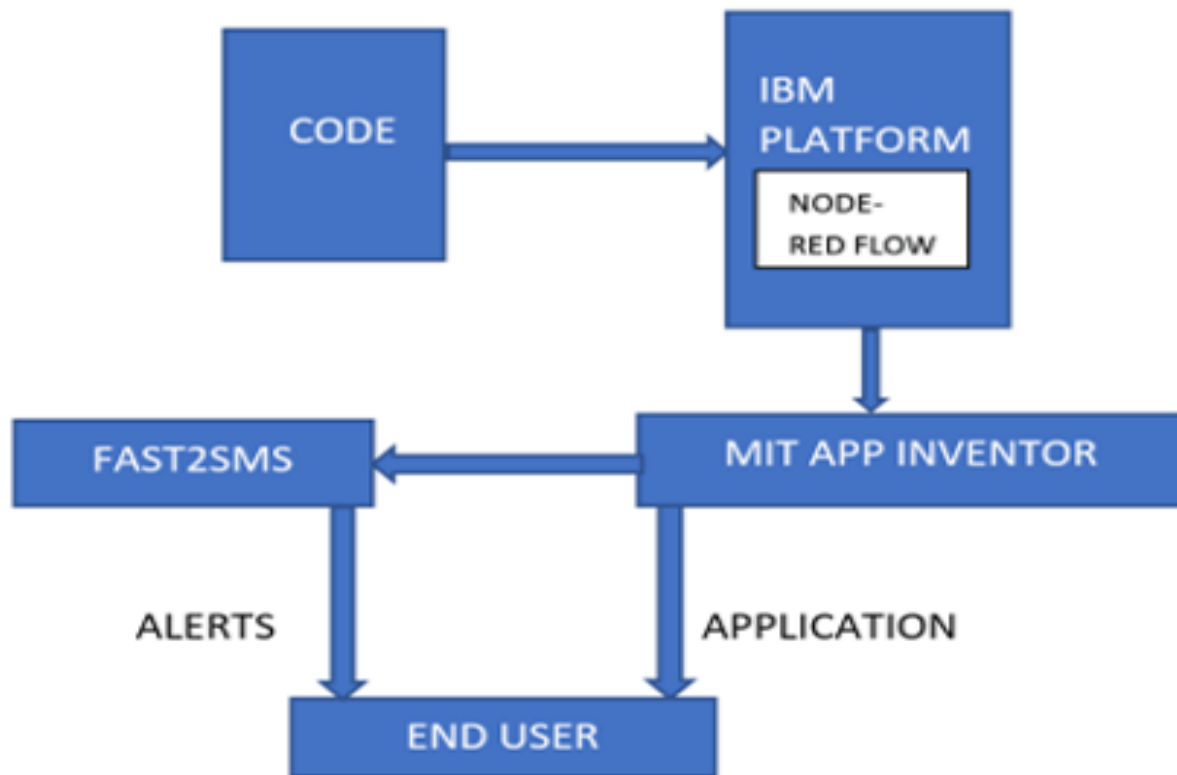 CODE
IBM
PLATFORM
NODE-
RED FLOW
FAST2SMS
MIT APP INVENTOR
ALERTS
APPLICATION
END USER